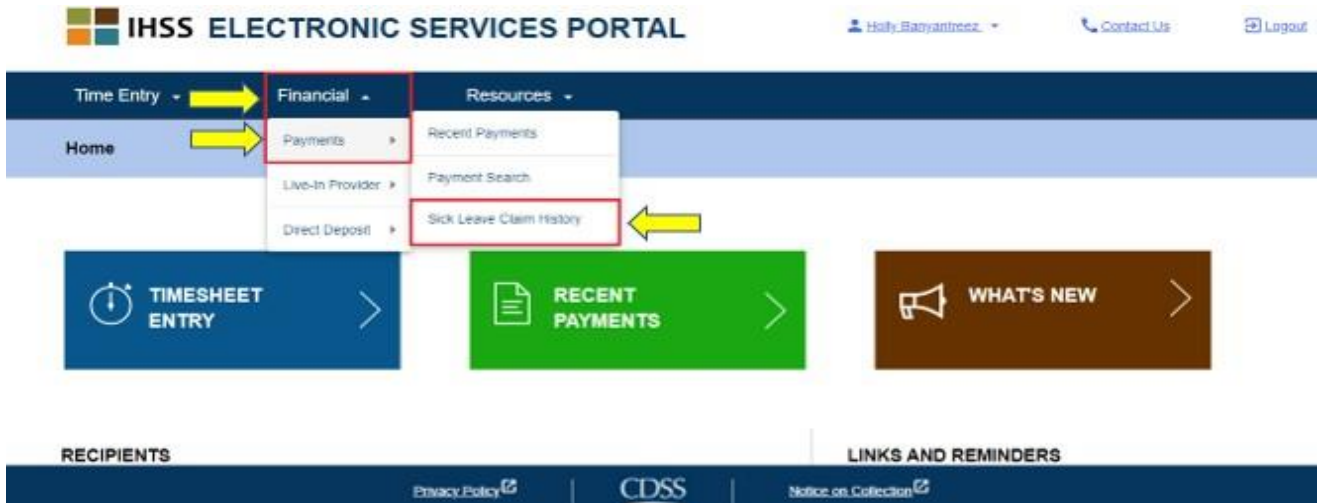 IHSS ELECTRONIC SERVICES PORTAL
Holly Banyantreez
Contact Us
Logout
Time Entry
Financial
Resources
Home
Payments
Recent Payments
Live-In Provider
Payment Search
Direct Deposit
Sick Leave Claim History
TIMESHEET
ENTRY
RECENT
PAYMENTS
WHAT'S NEW
RECIPIENTS
LINKS AND REMINDERS
Privacy Policy
CDSS
Notice on Collection